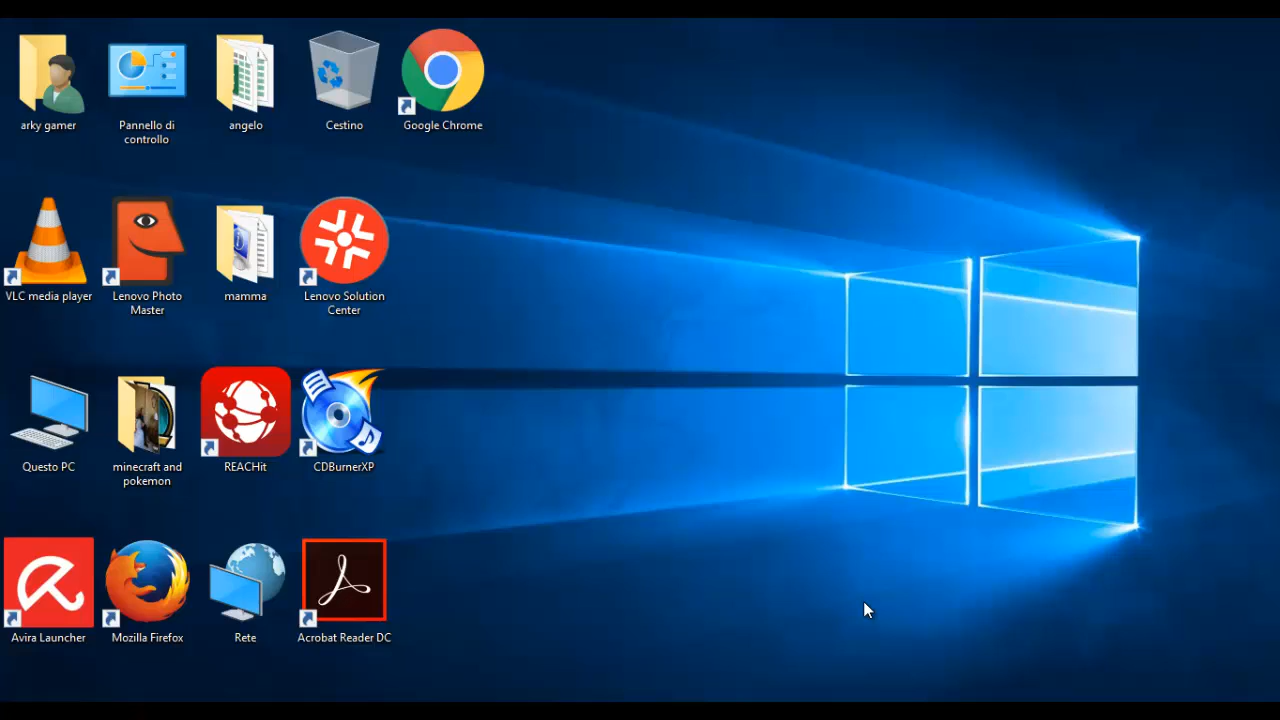 arky gamer
Pannello di
controllo
angelo
Cestino
Google Chrome
VLC media player
Lenovo Photo
Master
mamma
Lenovo Solution
Center
Questo PC
minecraft and
pokemon
REACHit
CDBurnerXP
Avira Launcher
Mozilla Firefox
Rete
Acrobat Reader DC